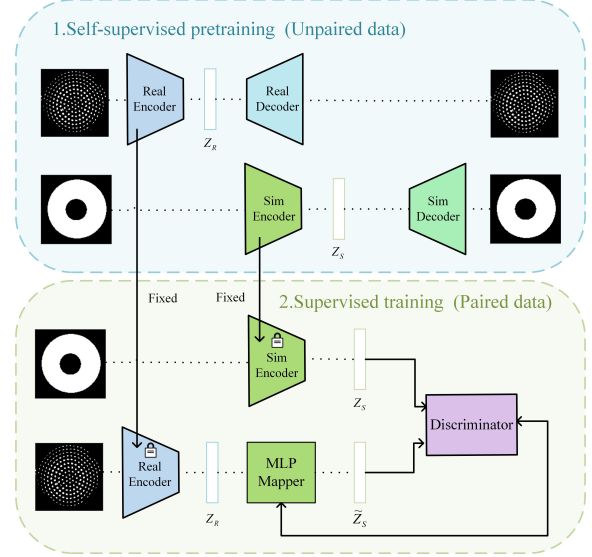 1.Self-supervised pretraining (Unpaired data)
Real
Encoder
Z_R
Real
Decoder
Sim
Encoder
Z_S
Sim
Decoder
Fixed
Fixed
2.Supervised training (Paired data)
Sim
Encoder
Z_S
Discriminator
Real
Encoder
Z_R
MLP
Mapper
Z̃_S